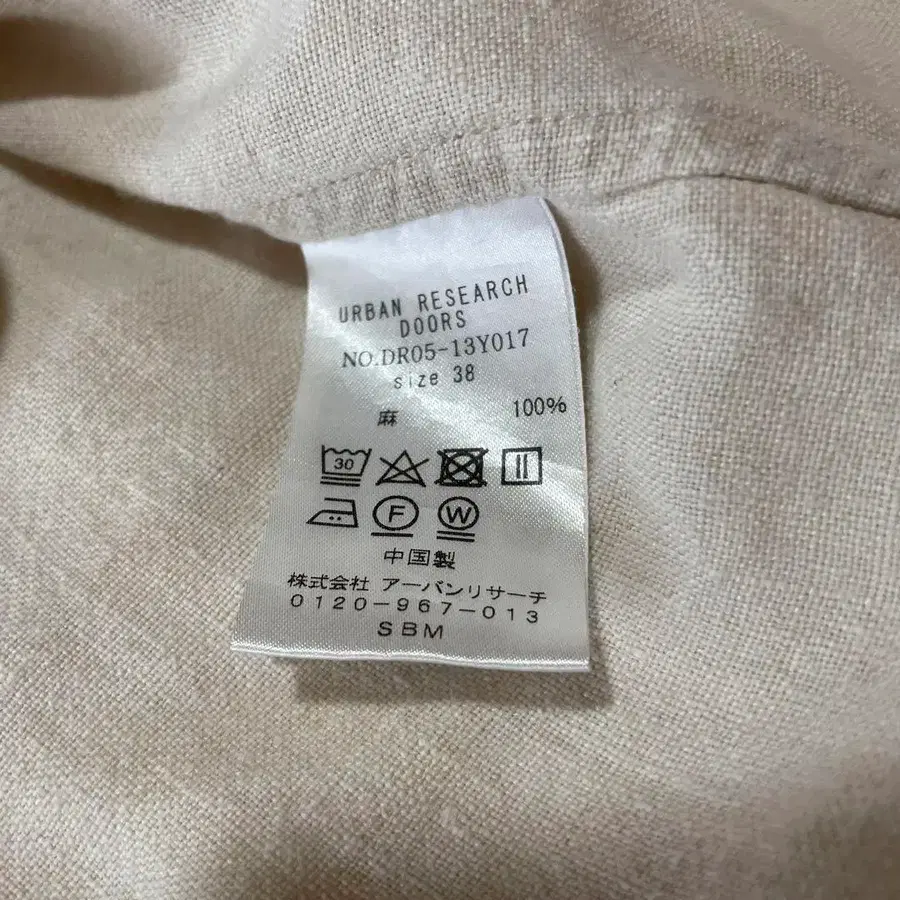 URBAN RESEARCH
DOORS
NO.DR05-13Y017
size 38
麻 100%
30
F W
中国製
株式会社 アーバンリサーチ
0120-967-013
SBM